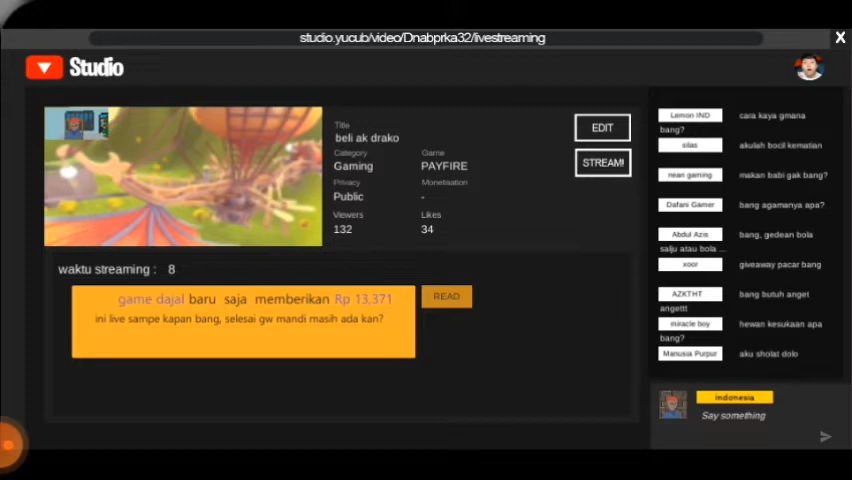 studio.yucub/video/Dnabprka32/livestreaming
X
Studio
Title
beli ak drako
Category
Game
Gaming
PAYFIRE
Privacy
Monetisation
Public
-
Viewers
Likes
132
34
EDIT
STREAM!
waktu streaming : 8
game dajal baru saja memberikan Rp 13,371
ini live sampe kapan bang, selesai gw mandi masih ada kan?
READ
Lemon IND cara kaya gmana
bang?
silas akulah bocil kematian
nean gaming makan babi gak bang?
Dafani Gamer bang agamanya apa?
Abdul Azis bang, gedean bola
salju atau bola ...
xoor giveaway pacar bang
AZKTHT bang butuh anget
angettt
miracle boy hewan kesukaan apa
bang?
Manusia Purpur aku sholat dolo
indonesia
Say something